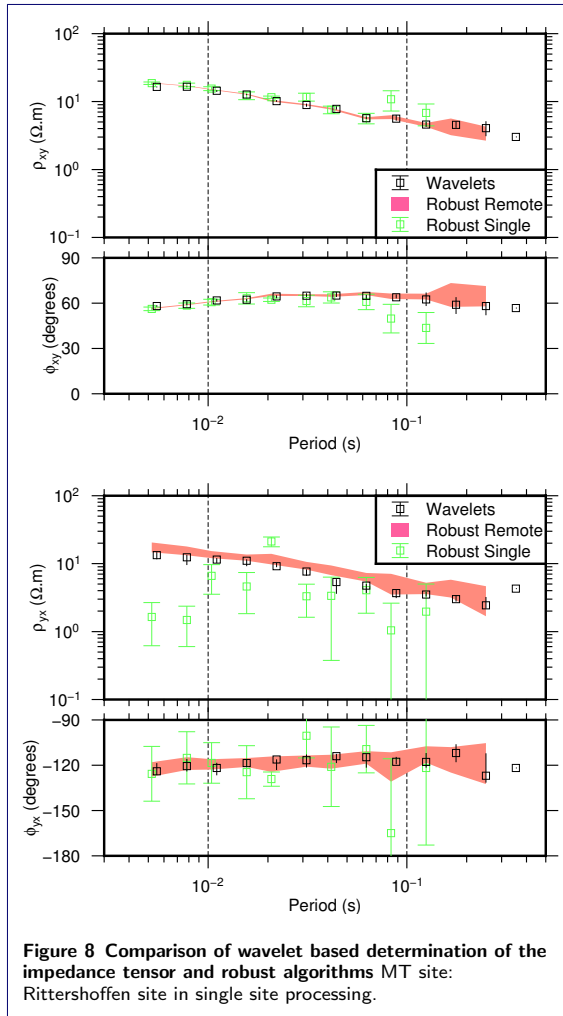 10²
10¹
10⁰
10⁻¹
ρxy (Ω.m)
Wavelets
Robust Remote
Robust Single
90
60
30
0
ϕxy (degrees)
10⁻² 10⁻¹
Period (s)
10²
10¹
10⁰
10⁻¹
ρyx (Ω.m)
Wavelets
Robust Remote
Robust Single
−90
−120
−150
−180
ϕyx (degrees)
10⁻² 10⁻¹
Period (s)
Figure 8 Comparison of wavelet based determination of the
impedance tensor and robust algorithms MT site:
Rittershoffen site in single site processing.